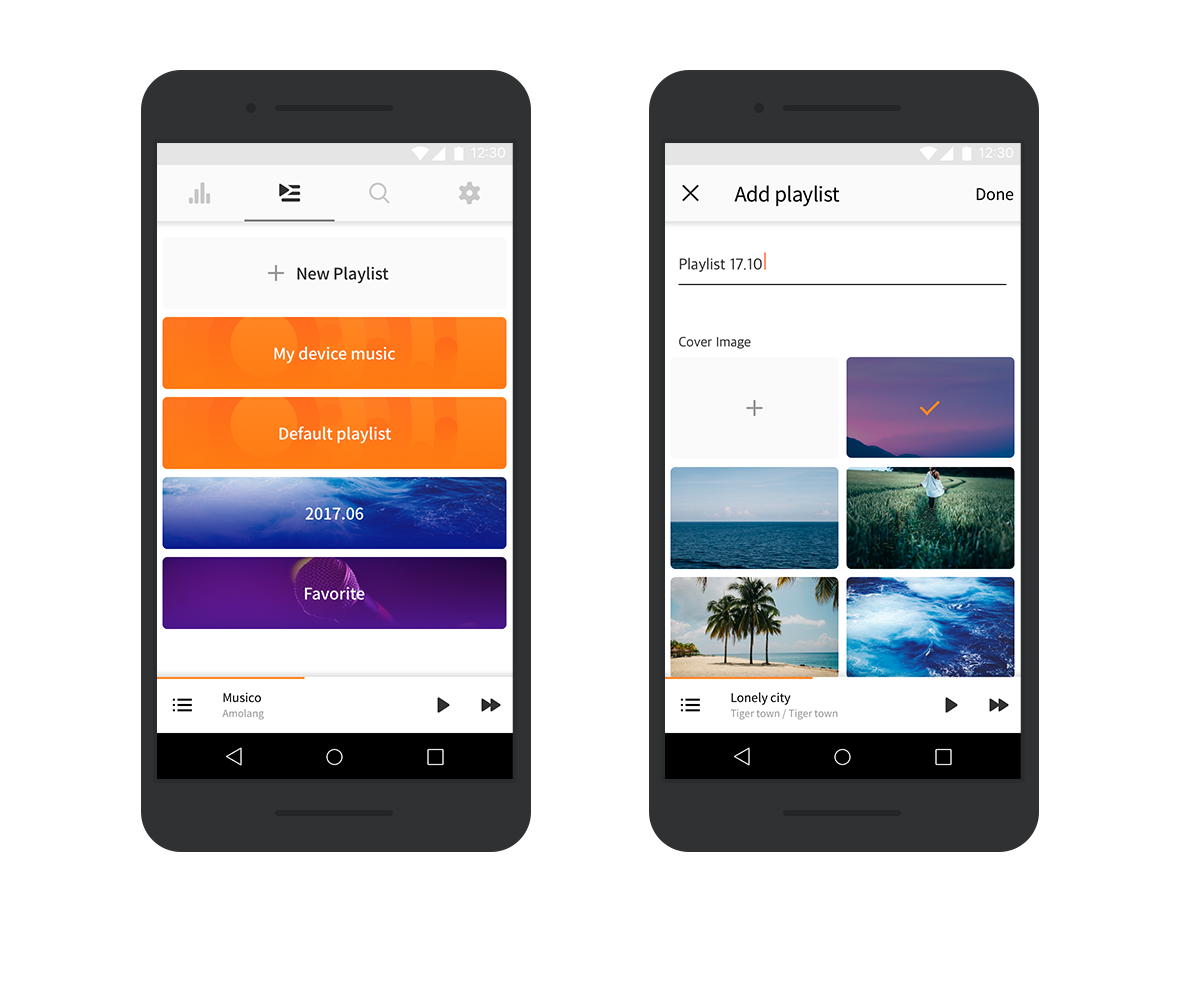 12:30
New Playlist
My device music
Default playlist
2017.06
Favorite
Musico
Amolang
12:30
Add playlist
Done
Playlist 17.10
Cover Image
Lonely city
Tiger town / Tiger town